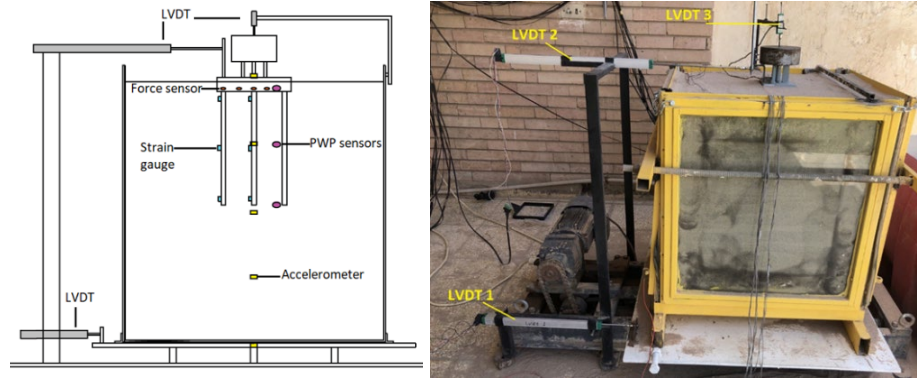 LVDT
Force sensor
Strain
gauge
PWP sensors
Accelerometer
LVDT
LVDT 3
LVDT 2
LVDT 1